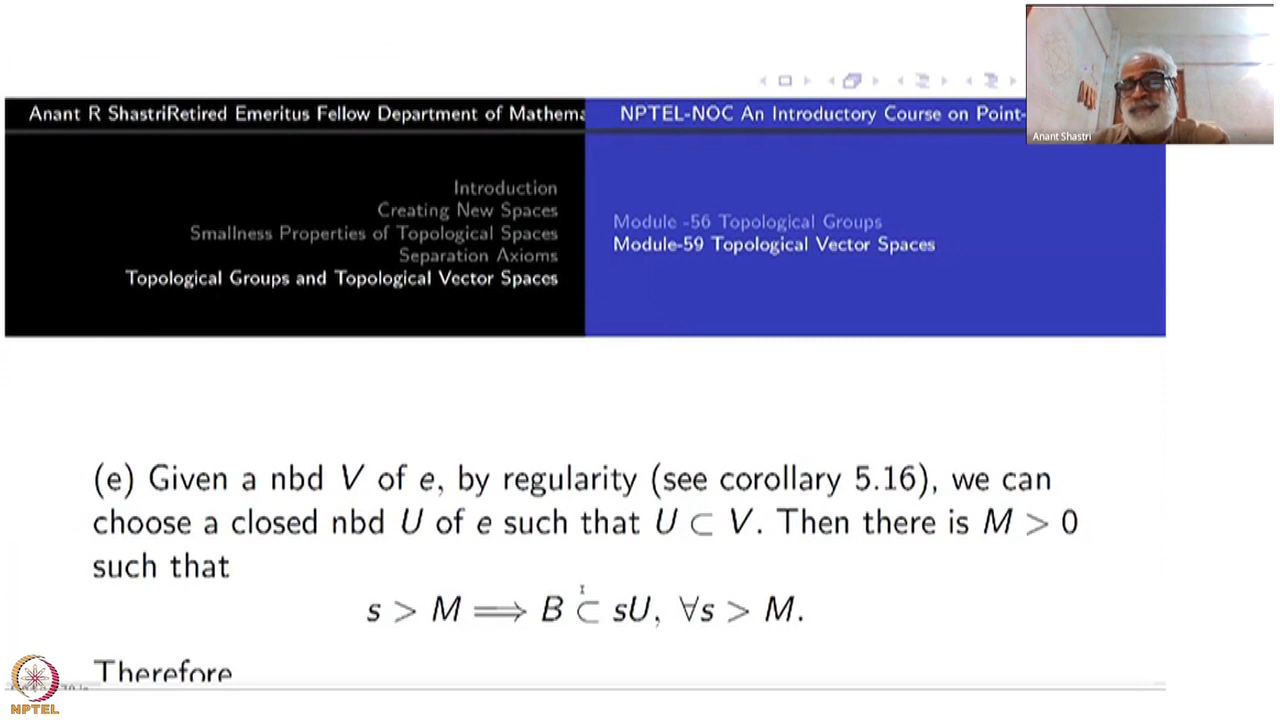 Anant R ShastriRetired Emeritus Fellow Department of Mathema
NPTEL-NOC An Introductory Course on Point-
Anant Shastri
Introduction
Creating New Spaces
Smallness Properties of Topological Spaces
Separation Axioms
Topological Groups and Topological Vector Spaces
Module -56 Topological Groups
Module-59 Topological Vector Spaces
(e) Given a nbd V of e, by regularity (see corollary 5.16), we can
choose a closed nbd U of e such that U ⊂ V. Then there is M > 0
such that
s > M ⟹ B ⊂ sU, ∀s > M.
Therefore
NPTEL